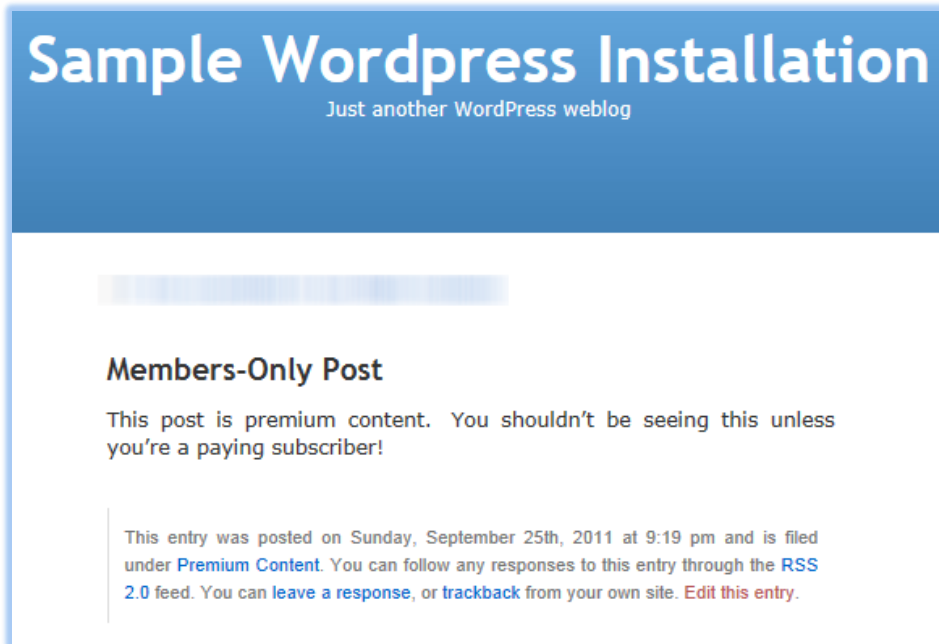 Sample Wordpress Installation
Just another WordPress weblog
Members-Only Post
This post is premium content. You shouldn't be seeing this unless
you're a paying subscriber!
This entry was posted on Sunday, September 25th, 2011 at 9:19 pm and is filed
under Premium Content. You can follow any responses to this entry through the RSS
2.0 feed. You can leave a response, or trackback from your own site. Edit this entry.